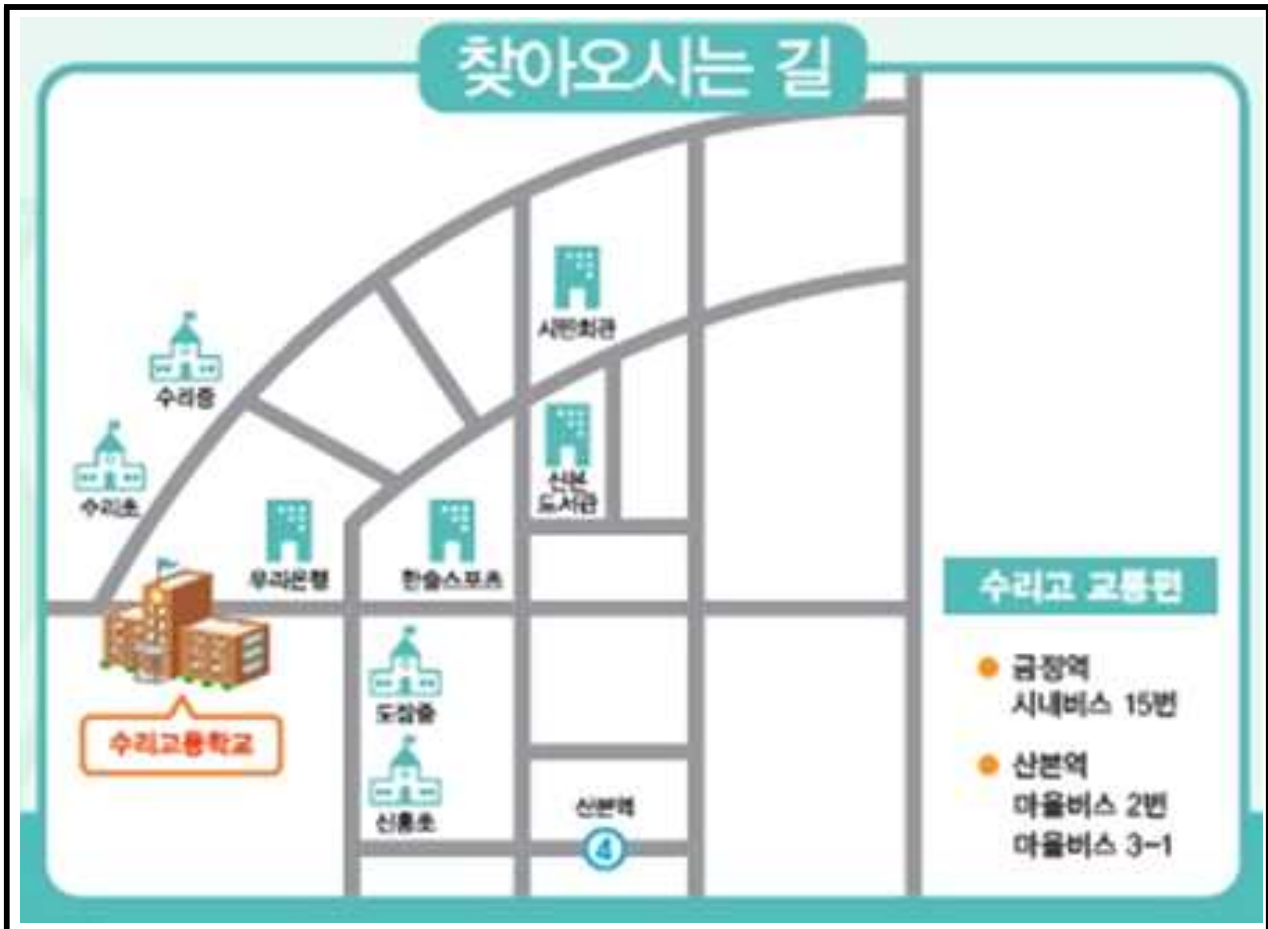 찾아오시는 길
시민회관
수리중
산본
도서관
수리초
우리은행
한솔스포츠
수리고 교통편
도장중
금정역
시내버스 15번
수리고등학교
산본역
마을버스 2번
마을버스 3-1
신흥초
산본역
4